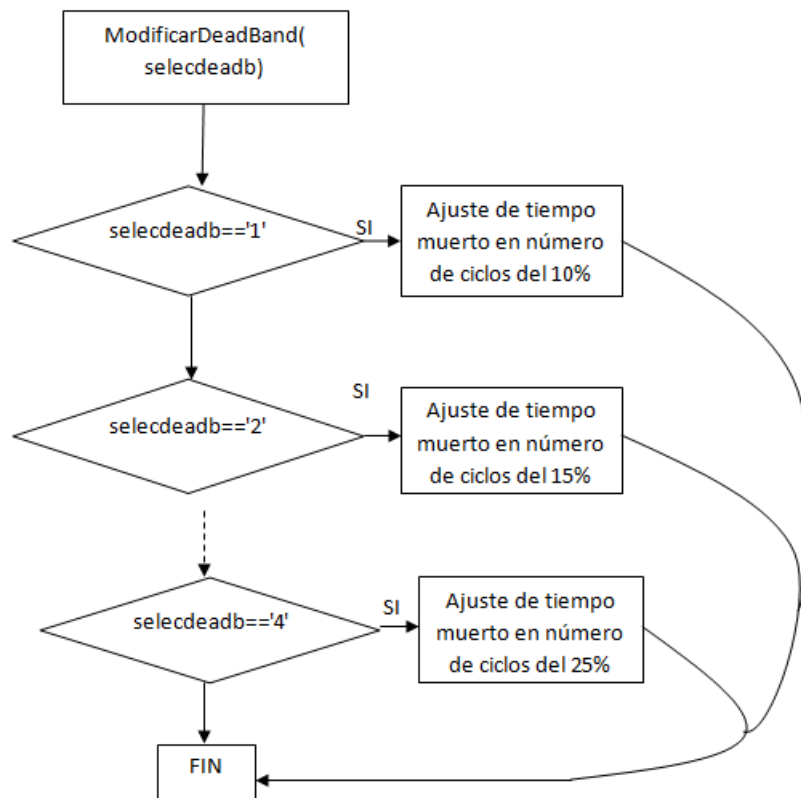 ModificarDeadBand(
selecdeadb)
selecdeadb=='1'
SI
Ajuste de tiempo
muerto en número
de ciclos del 10%
selecdeadb=='2'
SI
Ajuste de tiempo
muerto en número
de ciclos del 15%
selecdeadb=='4'
SI
Ajuste de tiempo
muerto en número
de ciclos del 25%
FIN